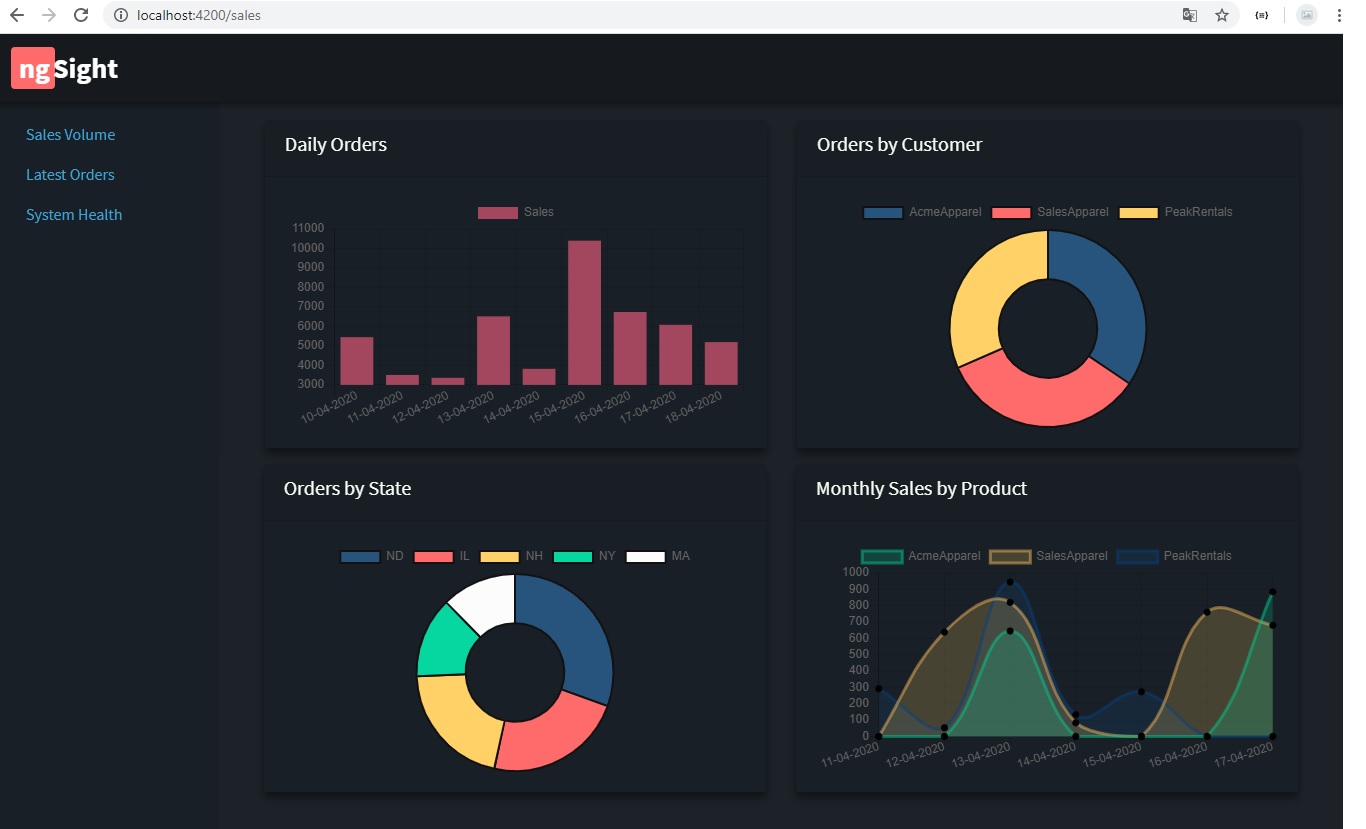 localhost:4200/sales
ngSight
Sales Volume
Latest Orders
System Health
Daily Orders
Sales
11000
10000
9000
8000
7000
6000
5000
4000
3000
10-04-2020 11-04-2020 12-04-2020 13-04-2020 14-04-2020 15-04-2020 16-04-2020 17-04-2020 18-04-2020
Orders by Customer
AcmeApparel SalesApparel PeakRentals
Orders by State
ND IL NH NY MA
Monthly Sales by Product
AcmeApparel SalesApparel PeakRentals
1000
900
800
700
600
500
400
300
200
100
0
11-04-2020 12-04-2020 13-04-2020 14-04-2020 15-04-2020 16-04-2020 17-04-2020